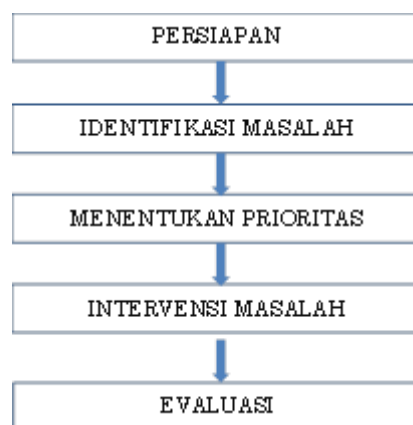 PERSIAPAN
IDENTIFIKASI MASALAH
MENENTUKAN PRIORITAS
INTERVENSI MASALAH
EVALUASI